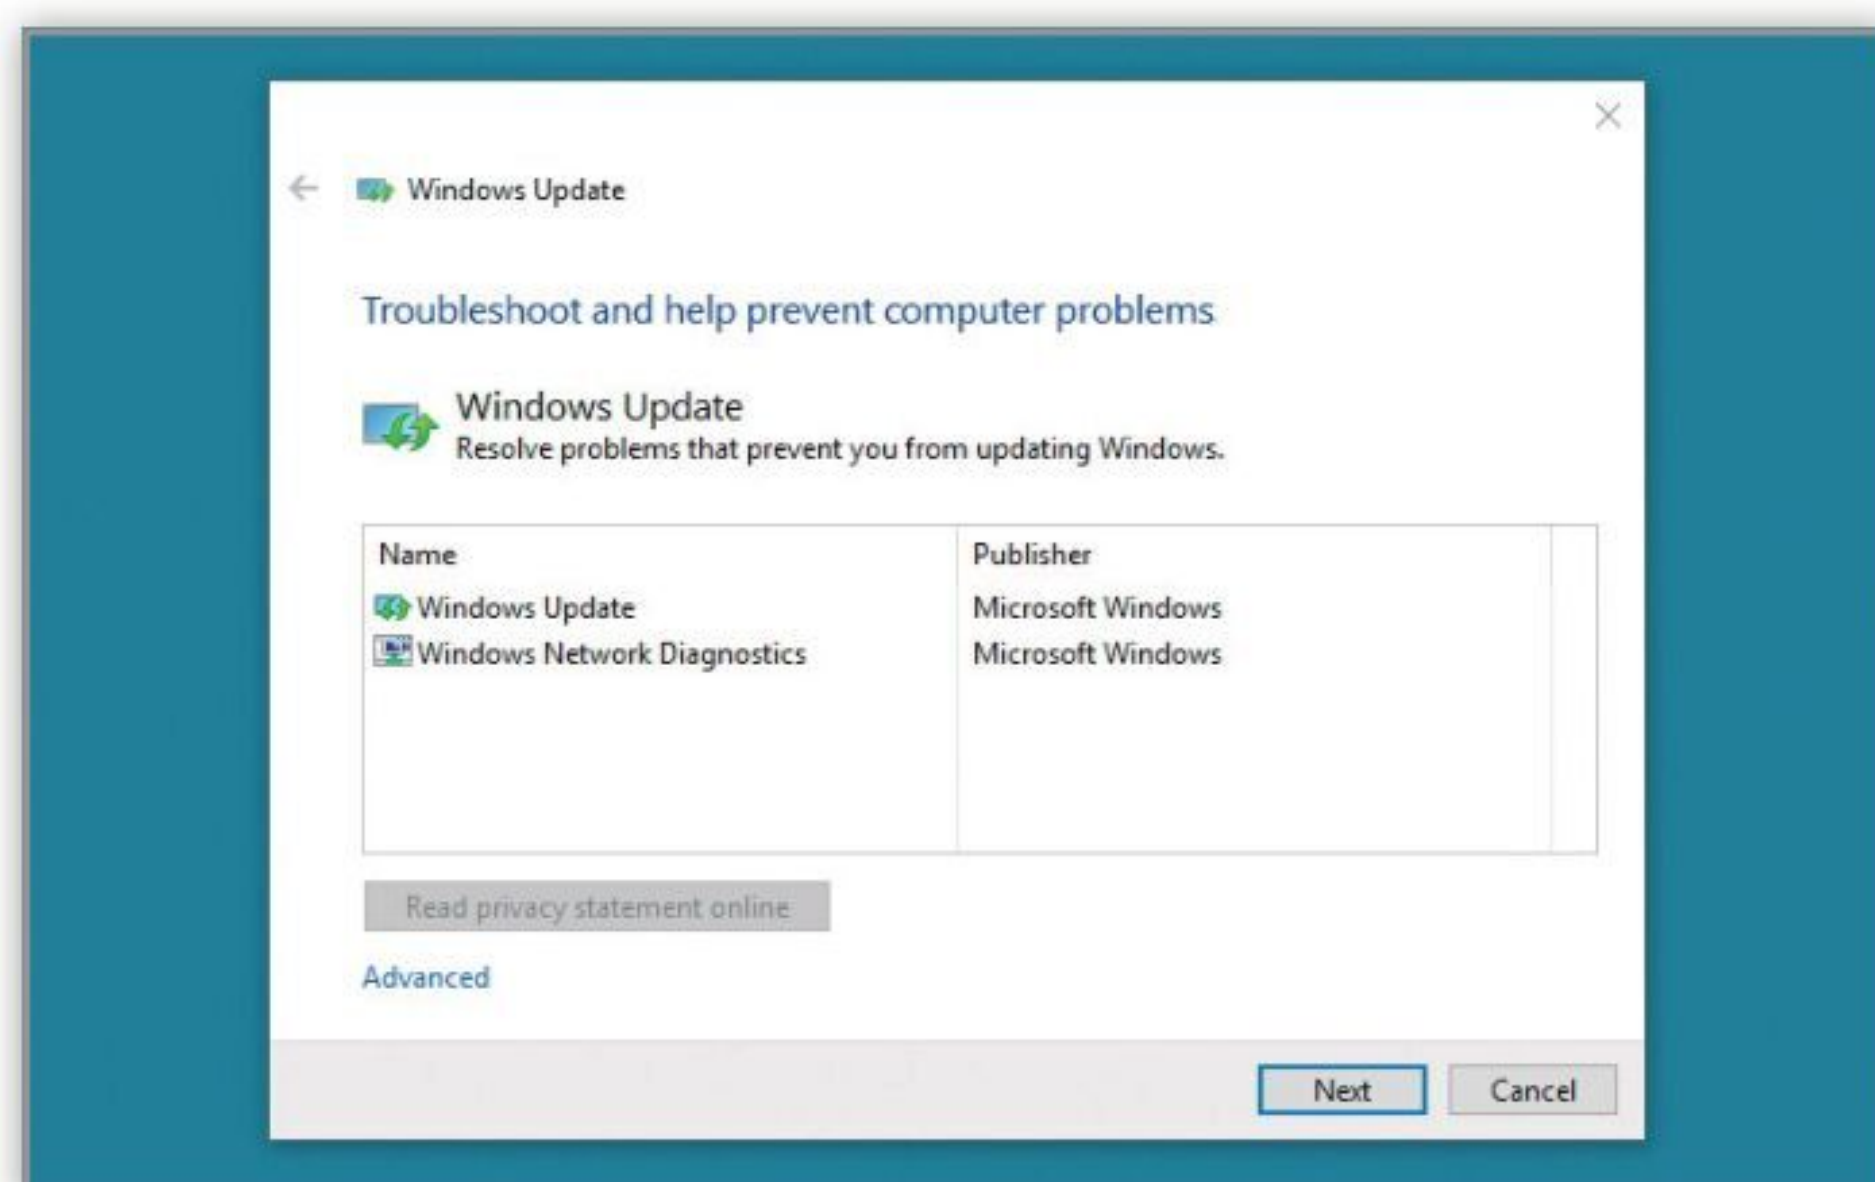 Windows Update
Troubleshoot and help prevent computer problems
Windows Update
Resolve problems that prevent you from updating Windows.
Name Publisher
Windows Update Microsoft Windows
Windows Network Diagnostics Microsoft Windows
Read privacy statement online
Advanced
Next Cancel